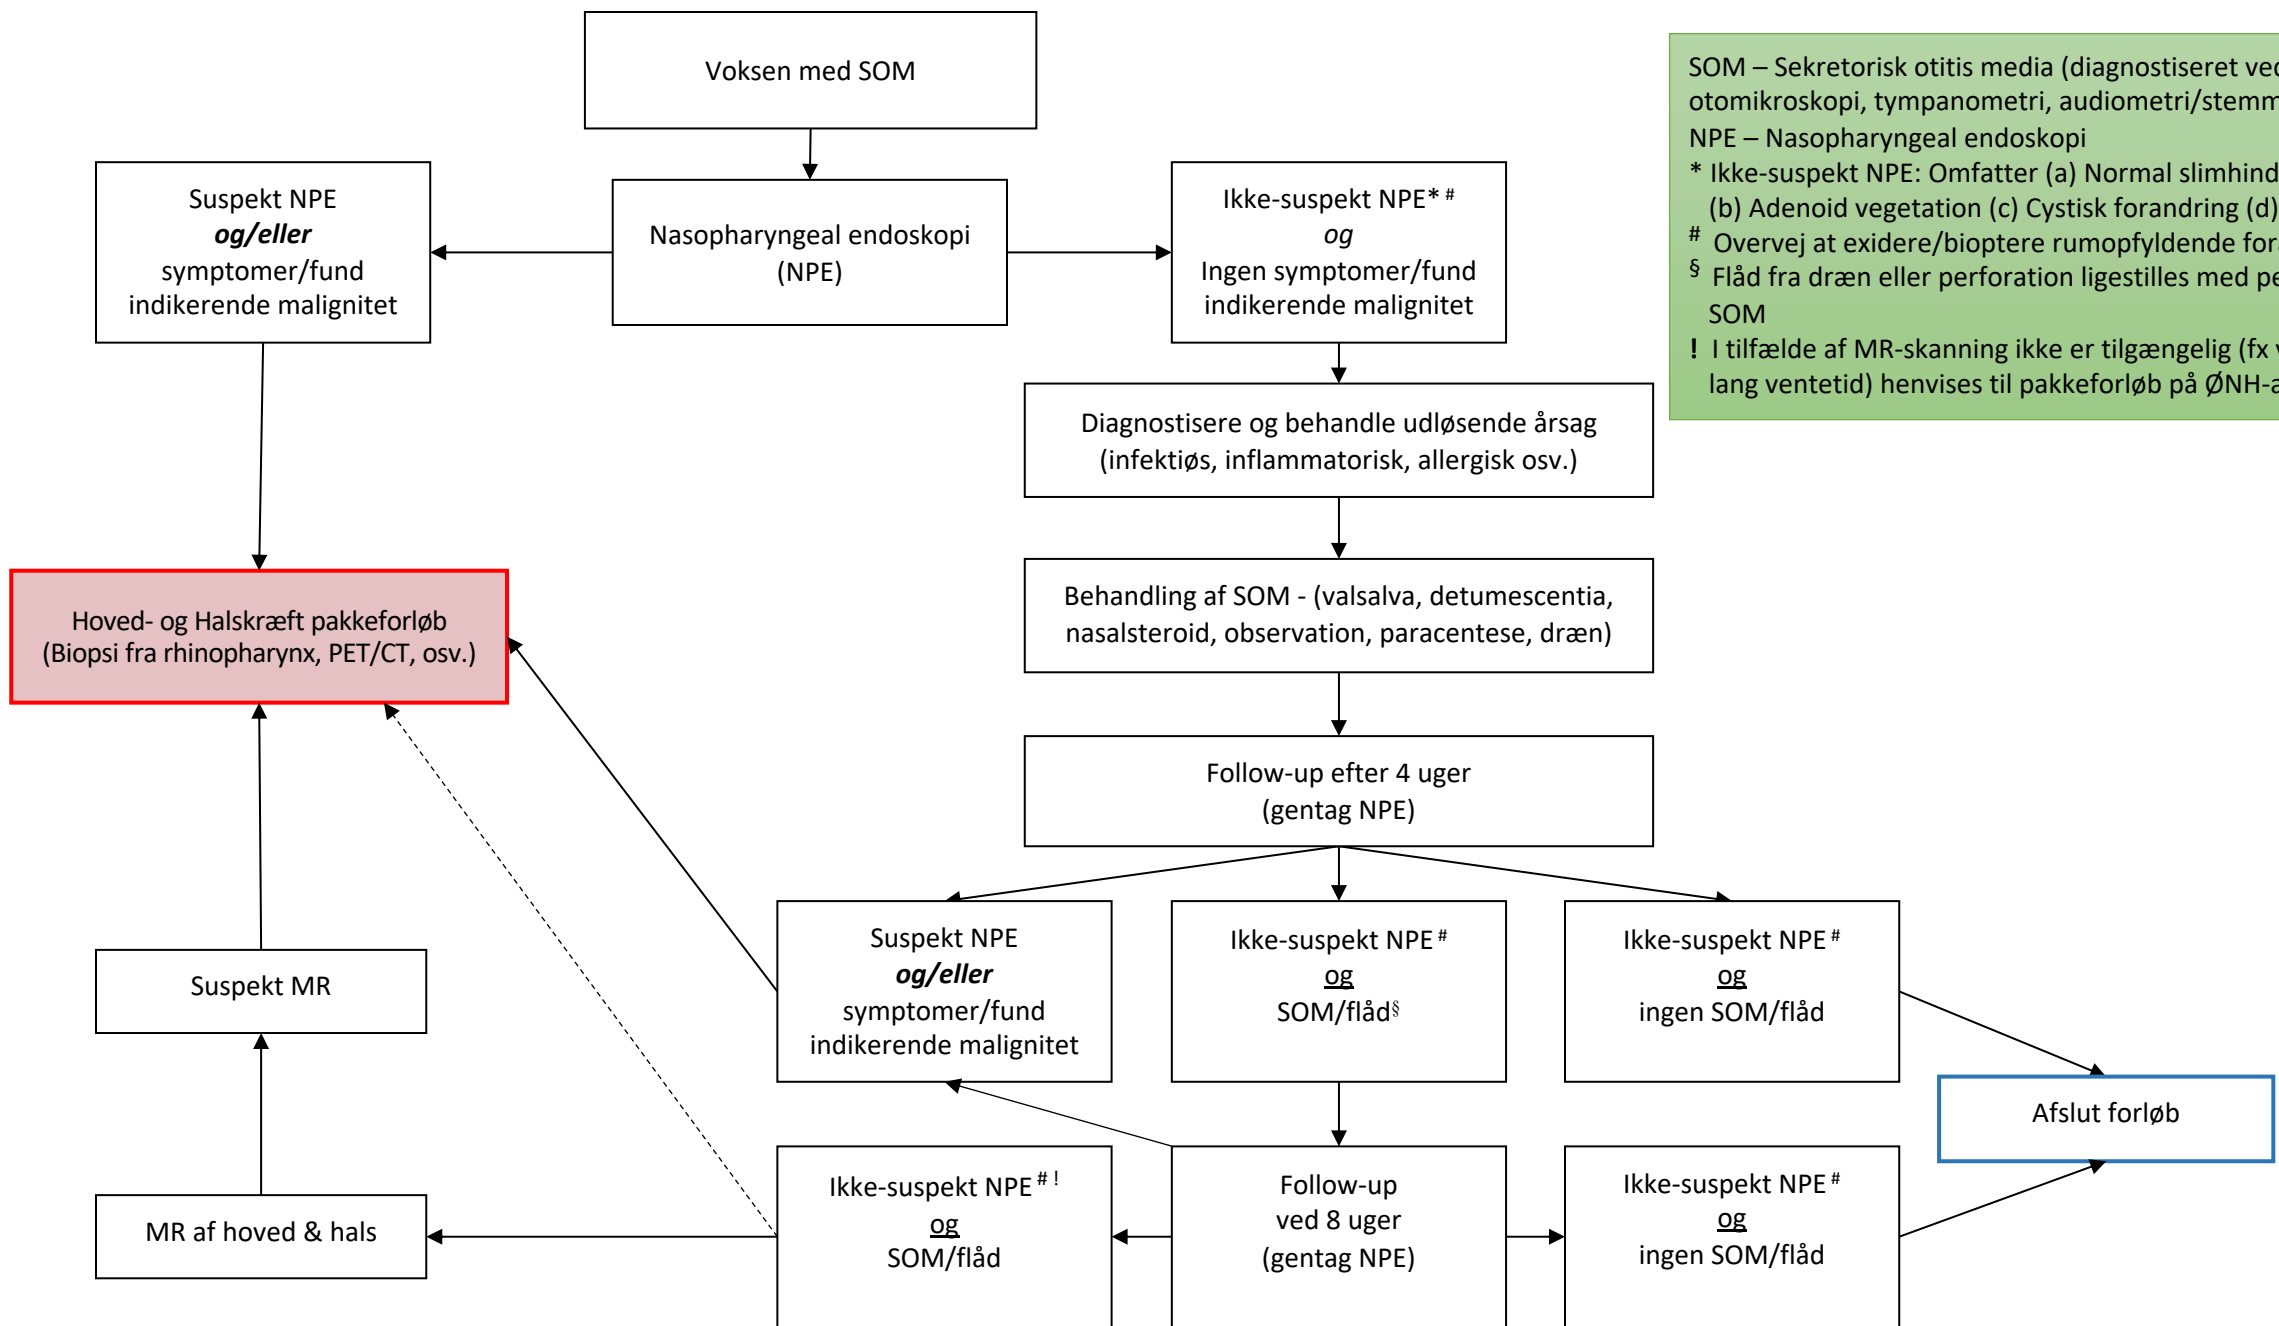 Voksen med SOM
SOM – Sekretorisk otitis media (diagnostiseret ved
otomikroskopi, tympanometri, audiometri/stemm
NPE – Nasopharyngeal endoskopi
* Ikke-suspekt NPE: Omfatter (a) Normal slimhind
(b) Adenoid vegetation (c) Cystisk forandring (d)
# Overvej at exidere/bioptere rumopfyldende fora
§ Flåd fra dræn eller perforation ligestilles med pe
SOM
! I tilfælde af MR-skanning ikke er tilgængelig (fx v
lang ventetid) henvises til pakkeforløb på ØNH-a
Suspekt NPE
og/eller
symptomer/fund
indikerende malignitet
Nasopharyngeal endoskopi
(NPE)
Ikke-suspekt NPE* #
og
Ingen symptomer/fund
indikerende malignitet
Diagnostisere og behandle udløsende årsag
(infektiøs, inflammatorisk, allergisk osv.)
Hoved- og Halskræft pakkeforløb
(Biopsi fra rhinopharynx, PET/CT, osv.)
Behandling af SOM - (valsalva, detumescentia,
nasalsteroid, observation, paracentese, dræn)
Follow-up efter 4 uger
(gentag NPE)
Suspekt MR
Suspekt NPE
og/eller
symptomer/fund
indikerende malignitet
Ikke-suspekt NPE #
og
SOM/flåd§
Ikke-suspekt NPE #
og
ingen SOM/flåd
Afslut forløb
MR af hoved & hals
Ikke-suspekt NPE # !
og
SOM/flåd
Follow-up
ved 8 uger
(gentag NPE)
Ikke-suspekt NPE #
og
ingen SOM/flåd